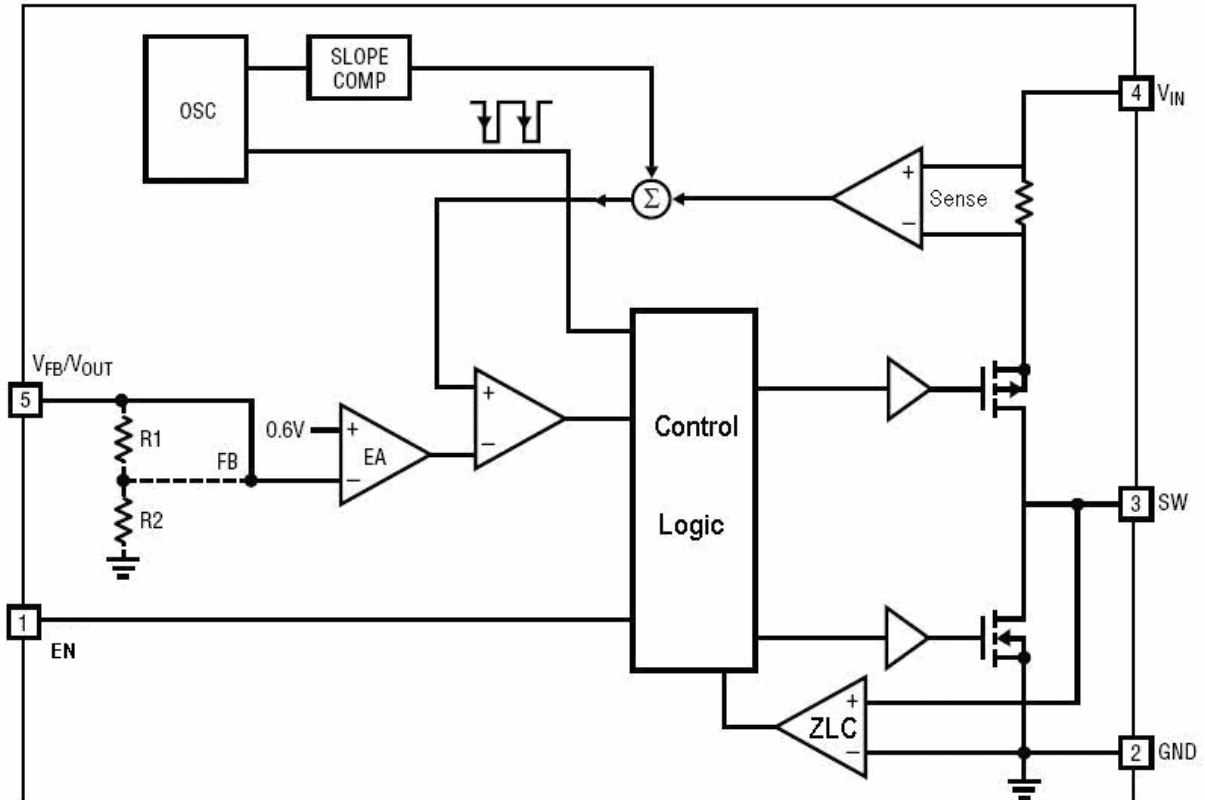 SLOPE
COMP
OSC
4 VIN
+
Σ
Sense
−
VFB/VOUT
5
+
R1
0.6V
+
Control
FB
EA
−
−
3 SW
R2
Logic
1
EN
+
ZLC
−
2 GND